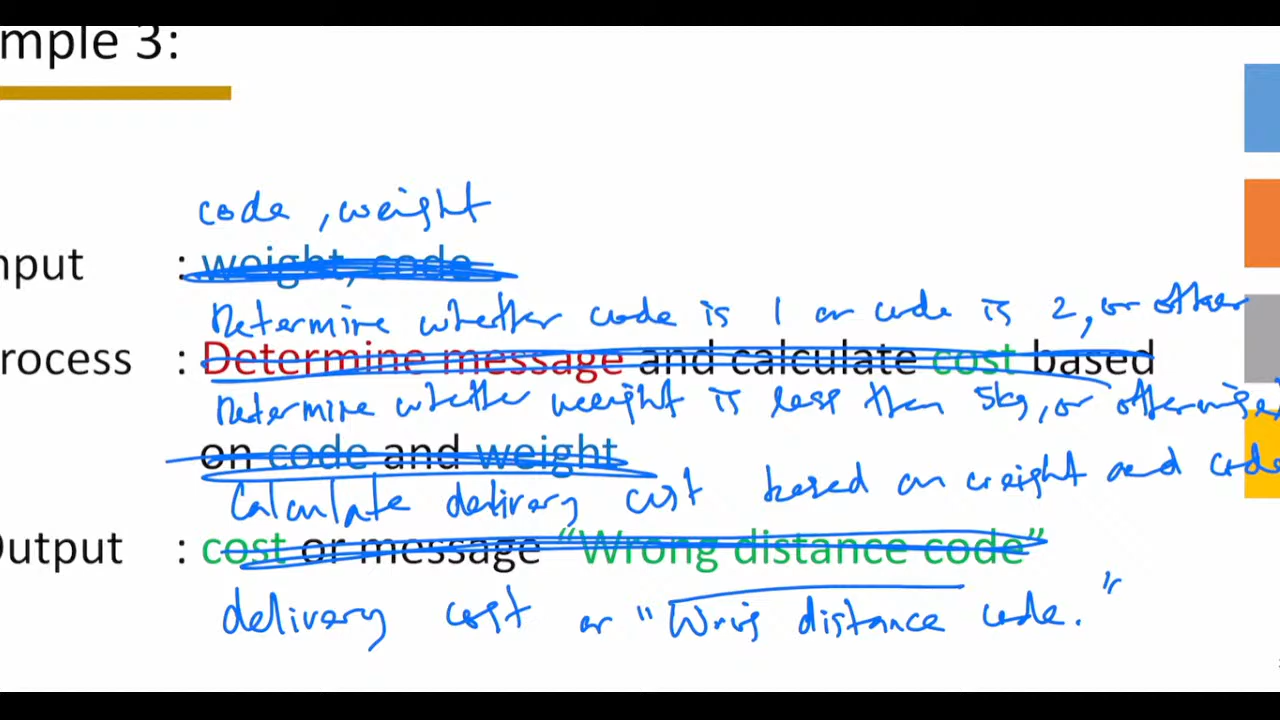 mple 3:
code, weight
nput : weight, code
Determine whether code is 1 or code is 2, or other
rocess : Determine message and calculate cost based
Determine whether weight is less than 5kg, or otherwise
on code and weight
Calculate delivery cost based on weight and code
Output : cost or message “Wrong distance code”
delivery cost or "Wrong distance code."